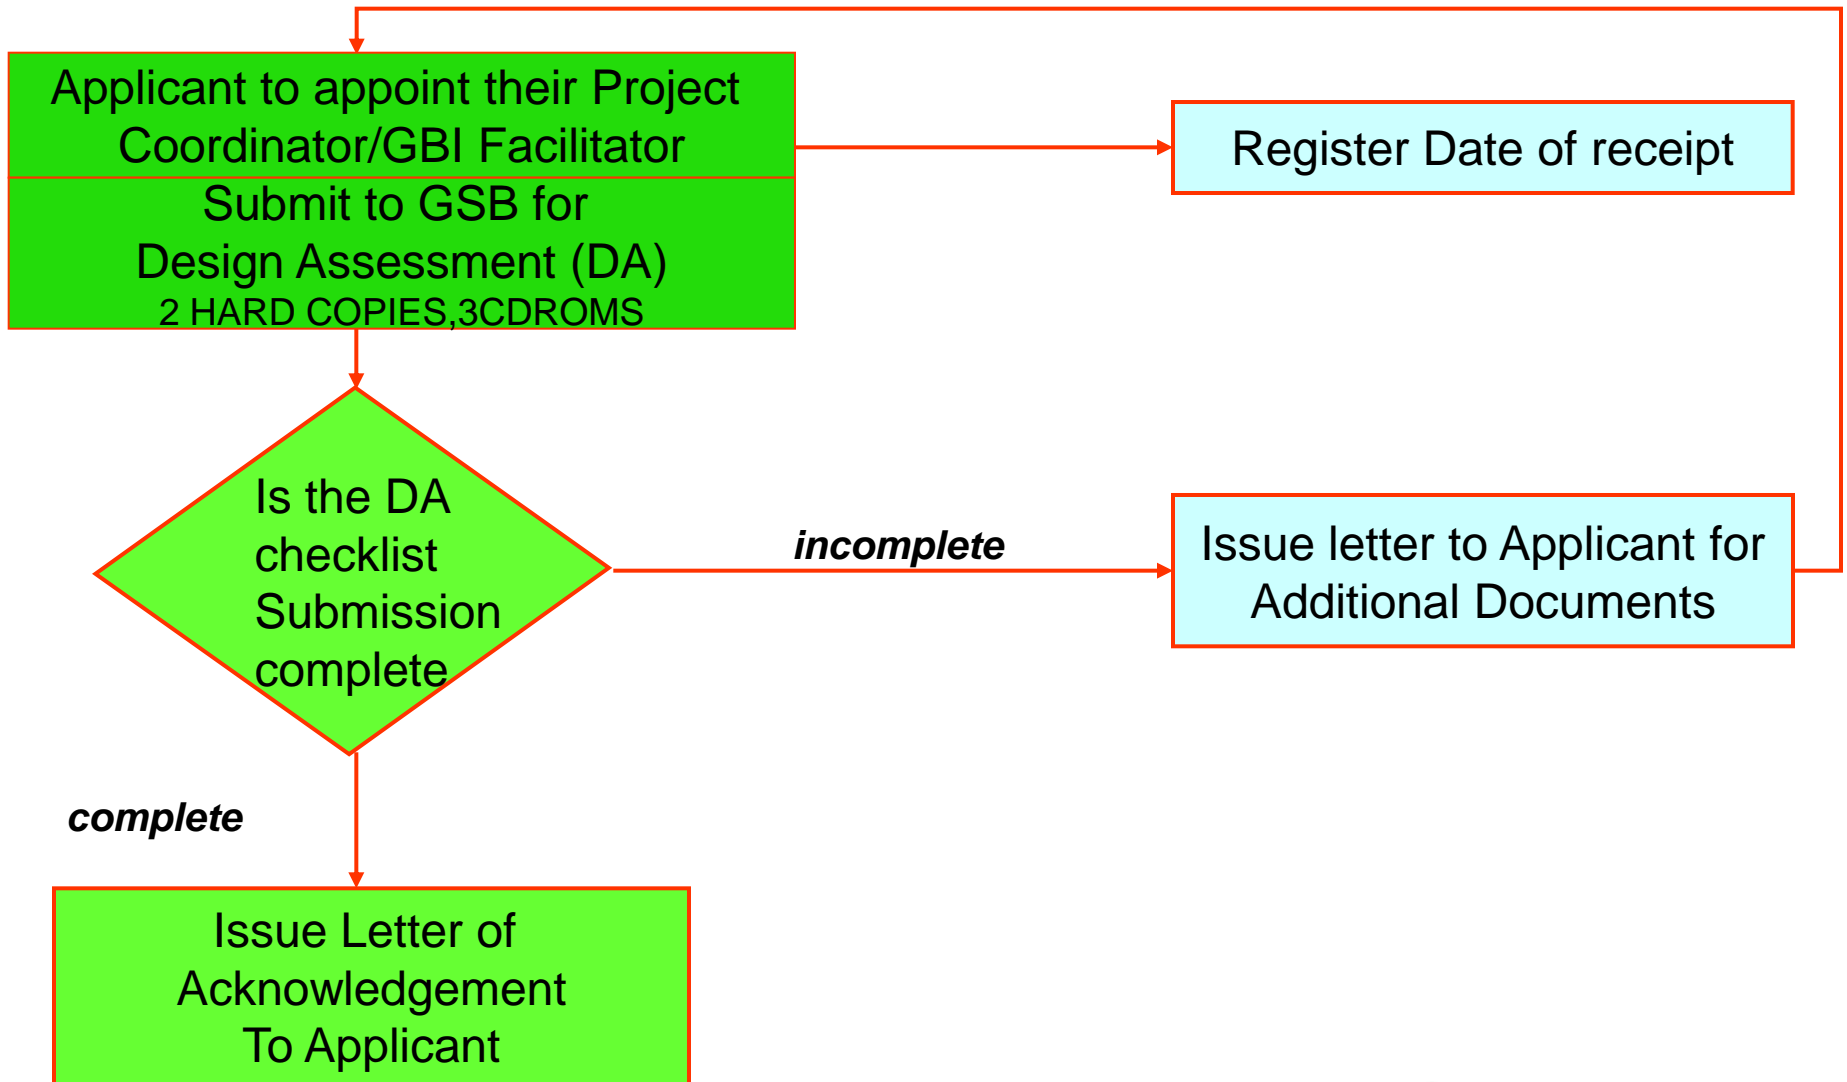 Applicant to appoint their Project
Coordinator/GBI Facilitator
Submit to GSB for
Design Assessment (DA)
2 HARD COPIES,3CDROMS
Register Date of receipt
Is the DA
checklist
Submission
complete
incomplete
Issue letter to Applicant for
Additional Documents
complete
Issue Letter of
Acknowledgement
To Applicant